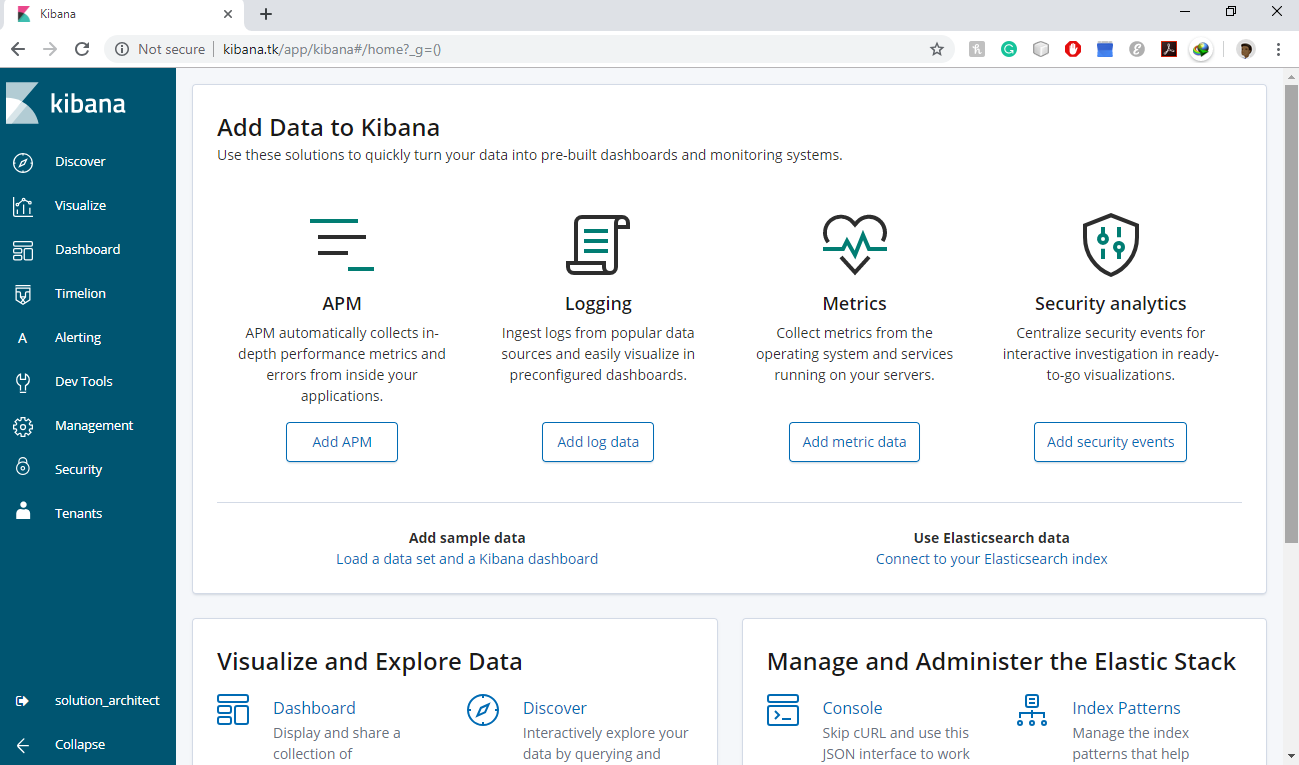 Kibana
Not secure
kibana.tk/app/kibana#/home?_g=()
kibana
Discover
Visualize
Dashboard
Timelion
A Alerting
Dev Tools
Management
Security
Tenants
solution_architect
Collapse
Add Data to Kibana
Use these solutions to quickly turn your data into pre-built dashboards and monitoring systems.
APM
APM automatically collects in-
depth performance metrics and
errors from inside your
applications.
Add APM
Logging
Ingest logs from popular data
sources and easily visualize in
preconfigured dashboards.
Add log data
Metrics
Collect metrics from the
operating system and services
running on your servers.
Add metric data
Security analytics
Centralize security events for
interactive investigation in ready-
to-go visualizations.
Add security events
Add sample data
Load a data set and a Kibana dashboard
Use Elasticsearch data
Connect to your Elasticsearch index
Visualize and Explore Data
Dashboard
Display and share a
collection of
Discover
Interactively explore your
data by querying and
Manage and Administer the Elastic Stack
Console
Skip cURL and use this
JSON interface to work
Index Patterns
Manage the index
patterns that help